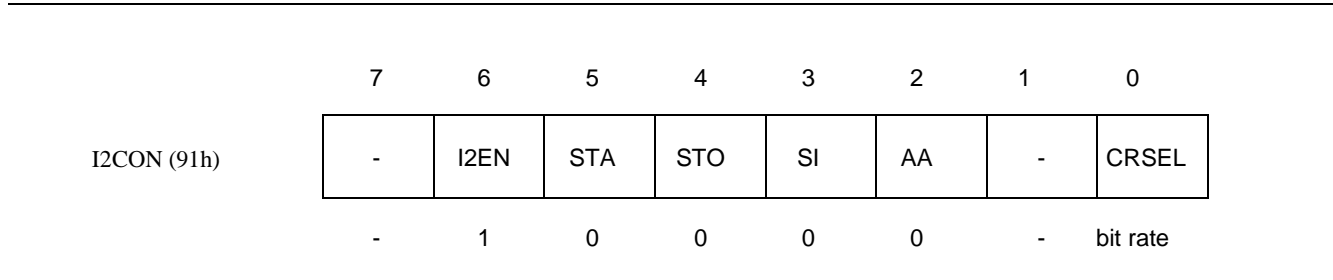 7 6 5 4 3 2 1 0
I2CON (91h) - I2EN STA STO SI AA - CRSEL
- 1 0 0 0 0 - bit rate